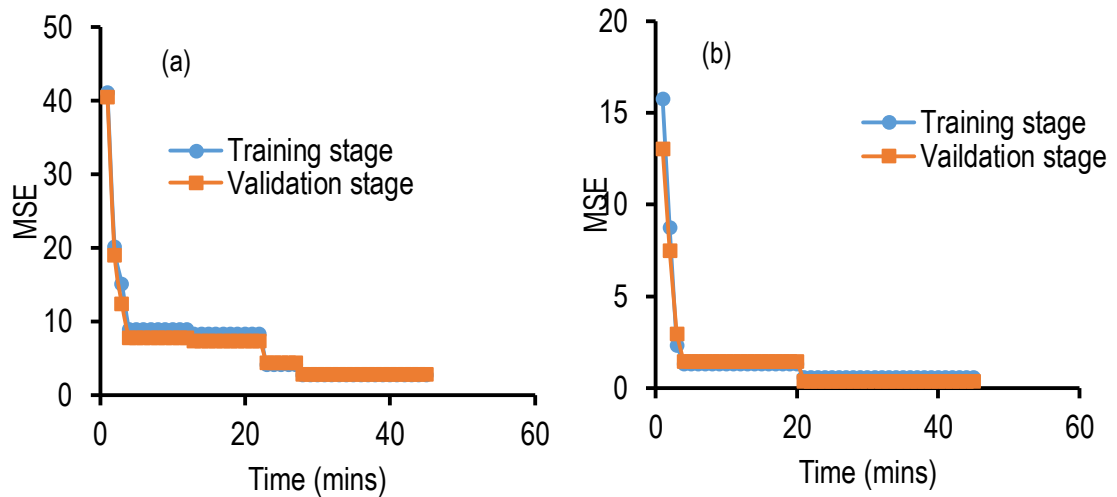 (a)
50
40
30
20
10
0
MSE
Training stage
Validation stage
0 20 40 60
Time (mins)
(b)
20
15
10
5
0
MSE
Training stage
Vaildation stage
0 20 40 60
Time (mins)